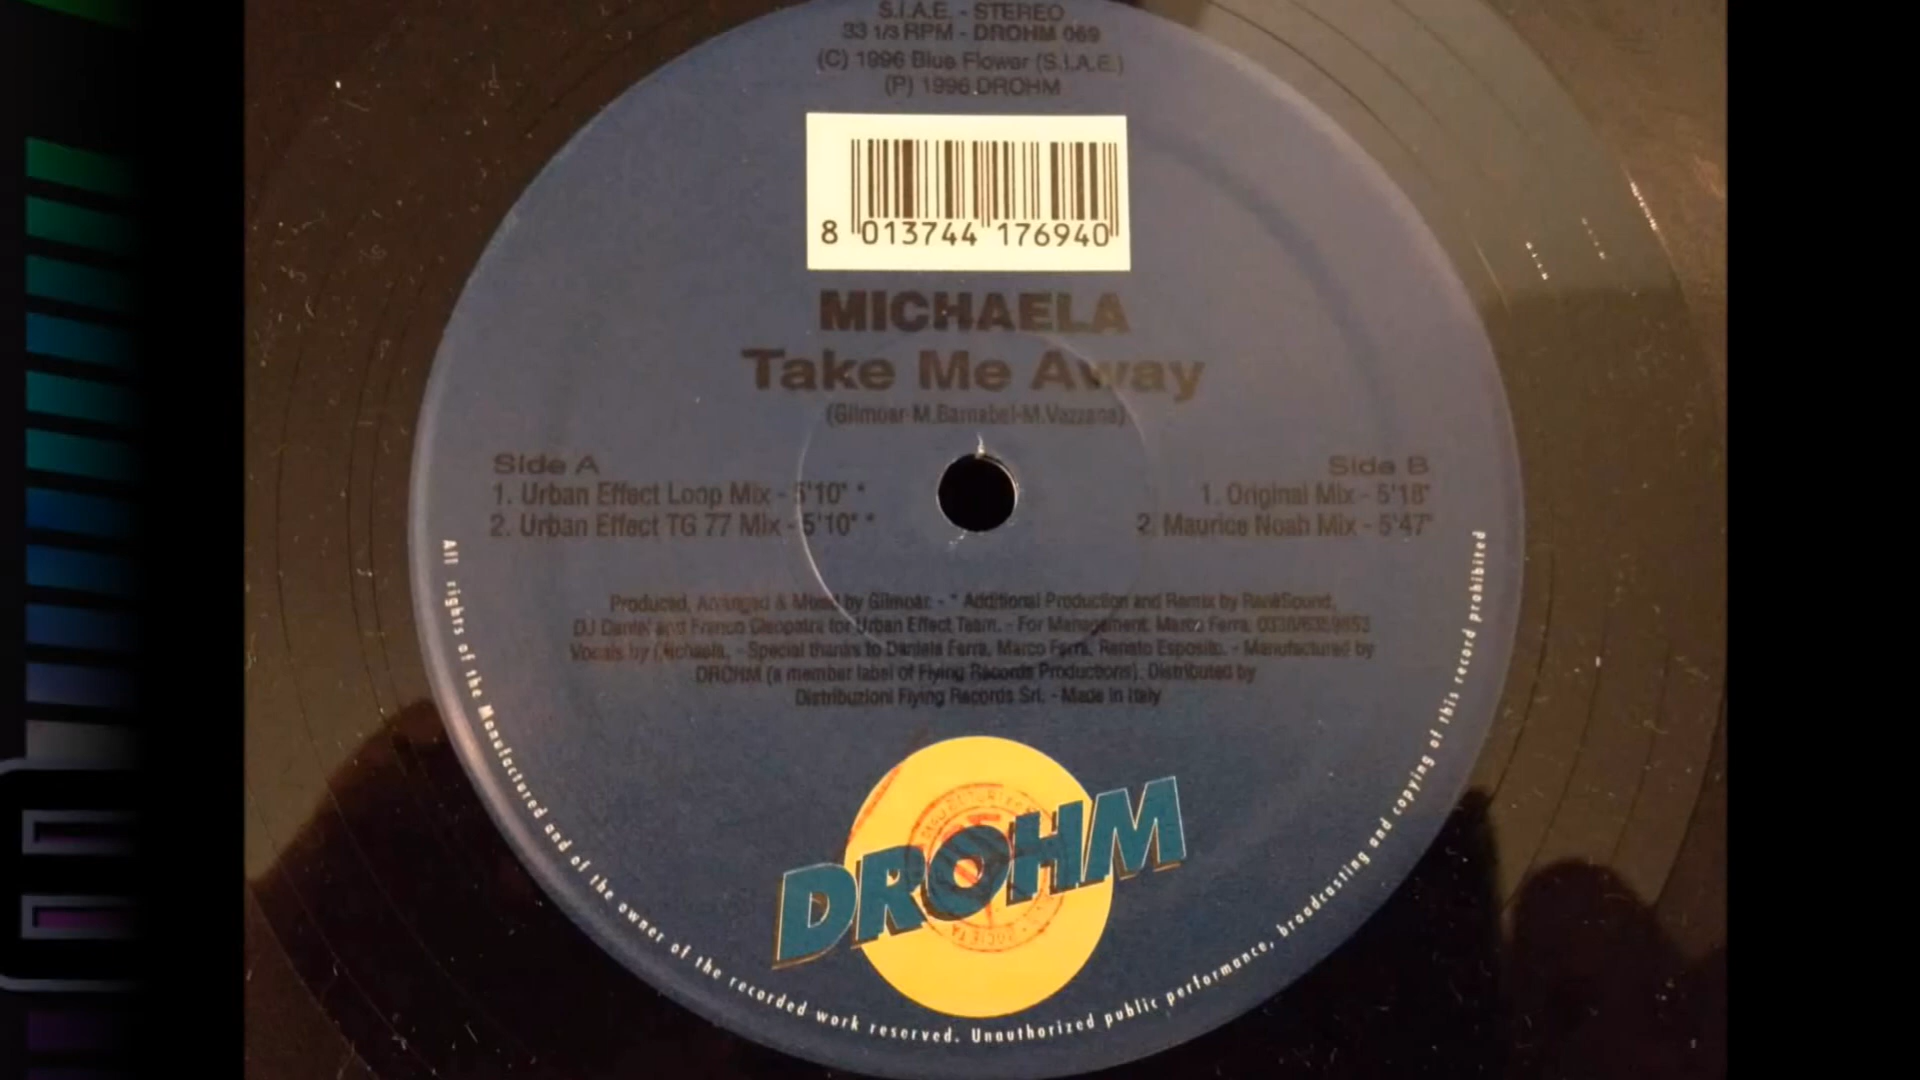 S.I.A.E. - STEREO
33 1/3 RPM - DROHM 069
(C) 1996 Blue Flower (S.I.A.E.)
(P) 1996 DROHM
8 013744 176940
MICHAELA
Take Me Away
(Gilmoar-M.Barnabei-M.Vazzana)
Side A
1. Urban Effect Loop Mix - 5'10" *
2. Urban Effect TG 77 Mix - 5'10" *
Side B
1. Original Mix - 5'18"
2. Maurice Noah Mix - 5'47"
Produced, Arranged & Mixed by Gilmoar. - * Additional Production and Remix by
DJ Daniel and Franco Cleopatra for Urban Effect Team. - For Management: Marco Ferra.
Vocals by Michaela. - Special thanks to Daniela Ferra, Marco Ferra, Renato Esposito. - Manufactured by
DROHM (a member label of Flying Records Productions). Distributed by
Distribuzioni Flying Records Srl. - Made in Italy
DROHM
All rights of the Manufactured and of the owner of the recorded work reserved. Unauthorized public performance, broadcasting and copying of this record prohibited